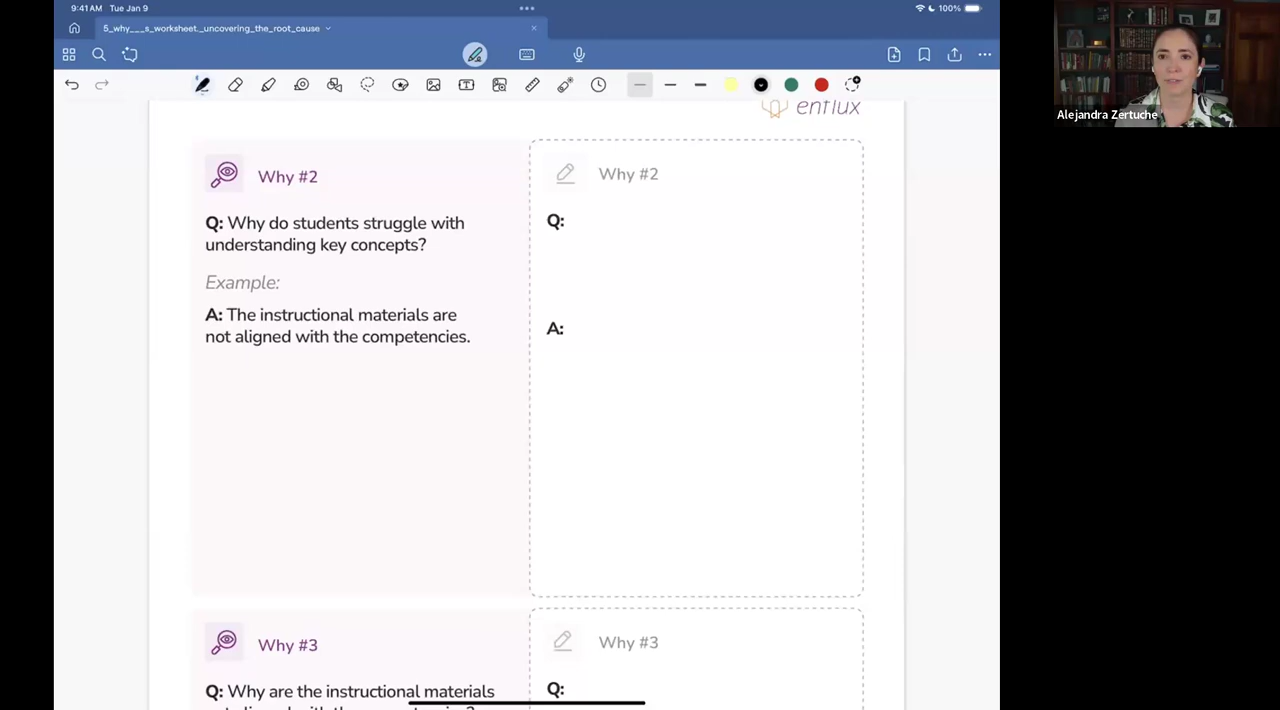 9:41AM Tue Jan 9
100%
5_why___s_worksheet._uncovering_the_root_cause
Alejandra Zertuche
enflux
Why #2
Q: Why do students struggle with
understanding key concepts?
Example:
A: The instructional materials are
not aligned with the competencies.
Why #2
Q:
A:
Why #3
Q: Why are the instructional materials
Why #3
Q: